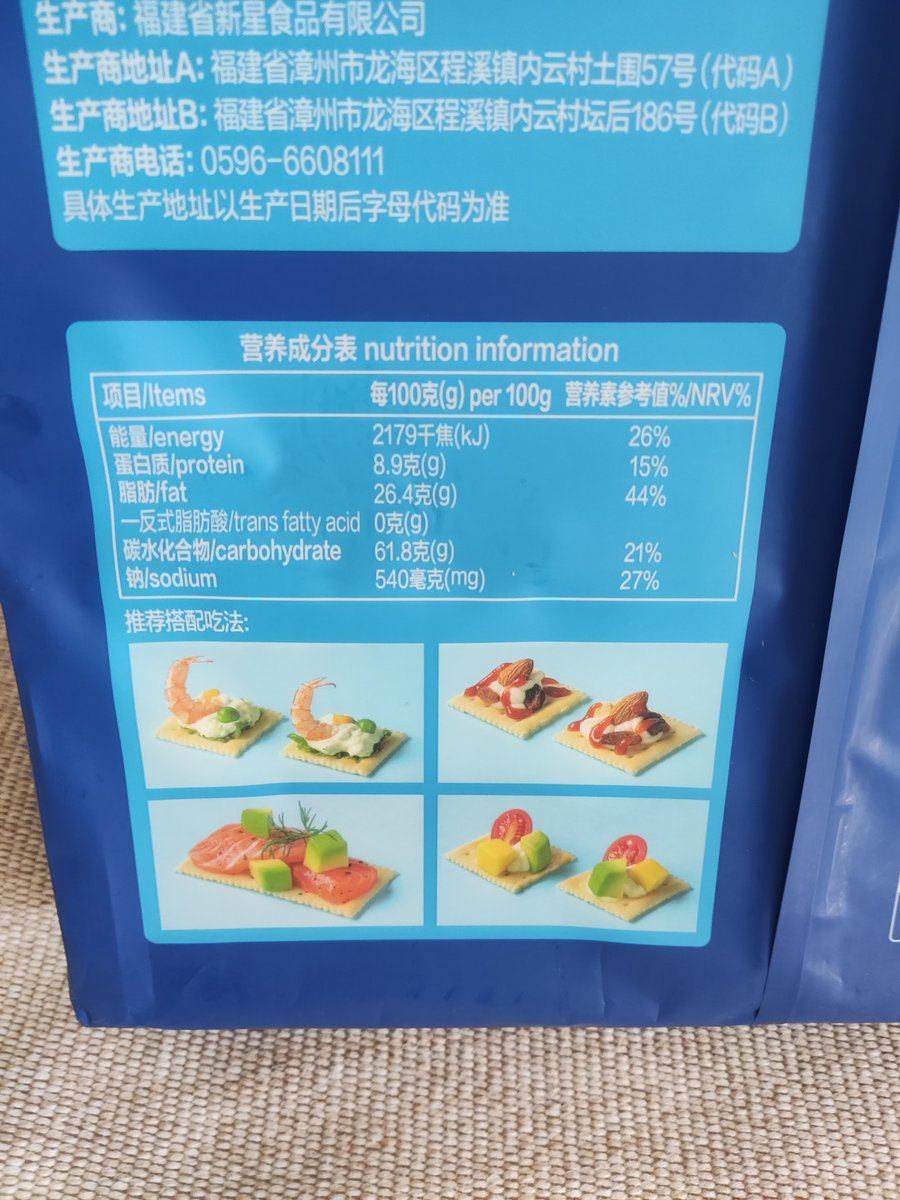 生产商: 福建省新星食品有限公司
生产商地址A: 福建省漳州市龙海区程溪镇内云村土围57号(代码A)
生产商地址B: 福建省漳州市龙海区程溪镇内云村坛后186号(代码B)
生产商电话: 0596-6608111
具体生产地址以生产日期后字母代码为准
营养成分表 nutrition information
项目/Items 每100克(g) per 100g 营养素参考值%/NRV%
能量/energy 2179千焦(kJ) 26%
蛋白质/protein 8.9克(g) 15%
脂肪/fat 26.4克(g) 44%
一反式脂肪酸/trans fatty acid 0克(g)
碳水化合物/carbohydrate 61.8克(g) 21%
钠/sodium 540毫克(mg) 27%
推荐搭配吃法: